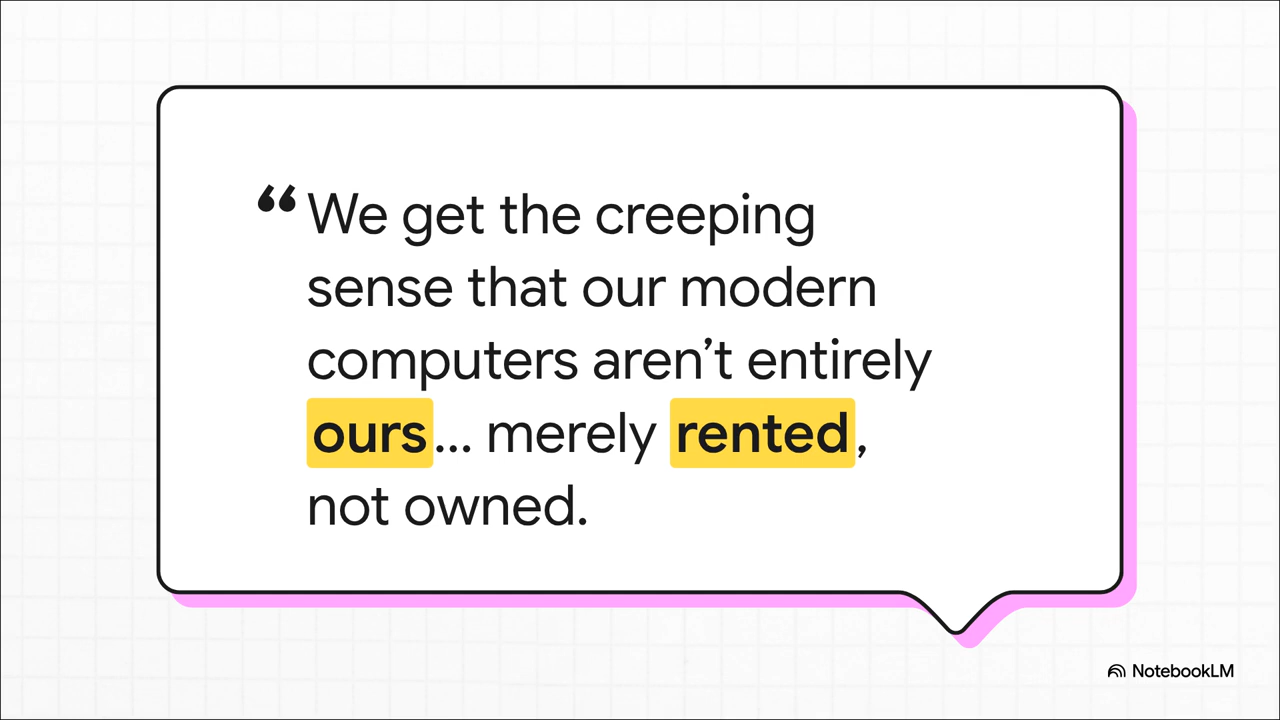 “We get the creeping
sense that our modern
computers aren’t entirely
ours... merely rented,
not owned.
NotebookLM